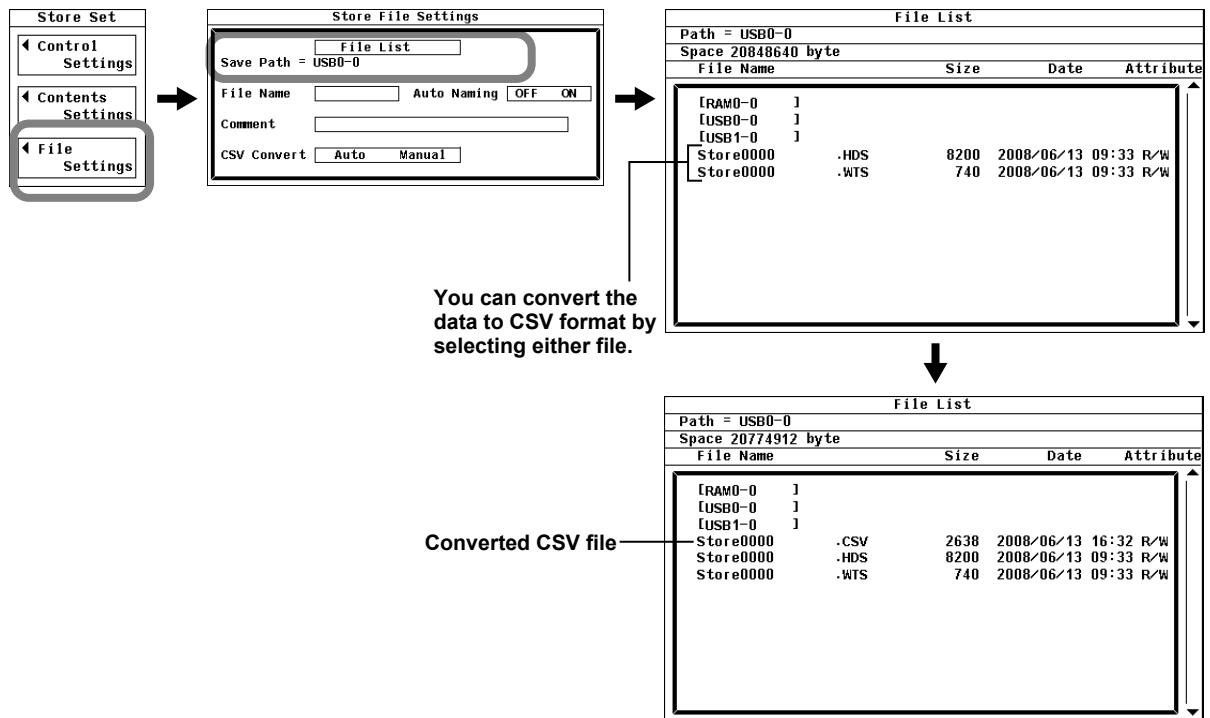 Store Set
Control
Settings
Contents
Settings
File
Settings
Store File Settings
File List
Save Path = USB0-0
File Name
Auto Naming OFF ON
Comment
CSV Convert Auto Manual
File List
Path = USB0-0
Space 20848640 byte
File Name Size Date Attribute
[RAM0-0 ]
[USB0-0 ]
[USB1-0 ]
Store0000 .HDS 8200 2008/06/13 09:33 R/W
Store0000 .WTS 740 2008/06/13 09:33 R/W
You can convert the
data to CSV format by
selecting either file.
File List
Path = USB0-0
Space 20774912 byte
File Name Size Date Attribute
[RAM0-0 ]
[USB0-0 ]
[USB1-0 ]
Converted CSV file
Store0000 .CSV 2638 2008/06/13 16:32 R/W
Store0000 .HDS 8200 2008/06/13 09:33 R/W
Store0000 .WTS 740 2008/06/13 09:33 R/W